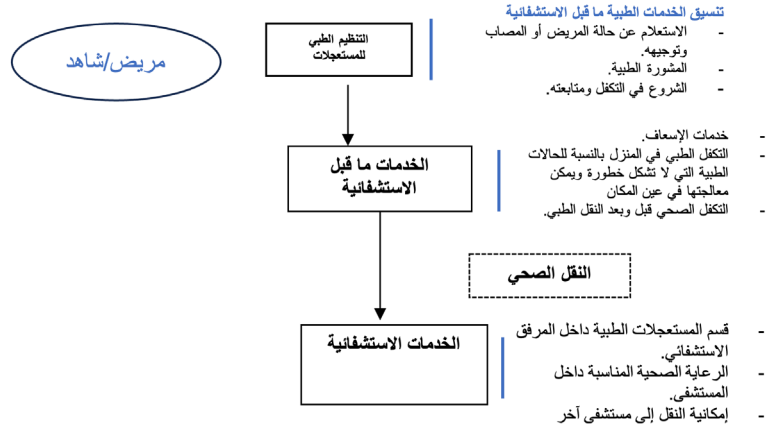 تنسيق الخدمات الطبية ما قبل الاستشفائية
- الاستعلام عن حالة المريض أو المصاب
وتوجيهه.
- المشورة الطبية.
- الشروع في التكفل ومتابعته.
التنظيم الطبي
للمستعجلات
مريض/شاهد
- خدمات الإسعاف.
- التكفل الطبي في المنزل بالنسبة للحالات
الطبية التي لا تشكل خطورة ويمكن
معالجتها في عين المكان
- التكفل الصحي قبل وبعد النقل الطبي.
الخدمات ما قبل
الاستشفائية
النقل الصحي
- قسم المستعجلات الطبية داخل المرفق
الاستشفائي.
- الرعاية الصحية المناسبة داخل
المستشفى.
- إمكانية النقل إلى مستشفى آخر
الخدمات الاستشفائية